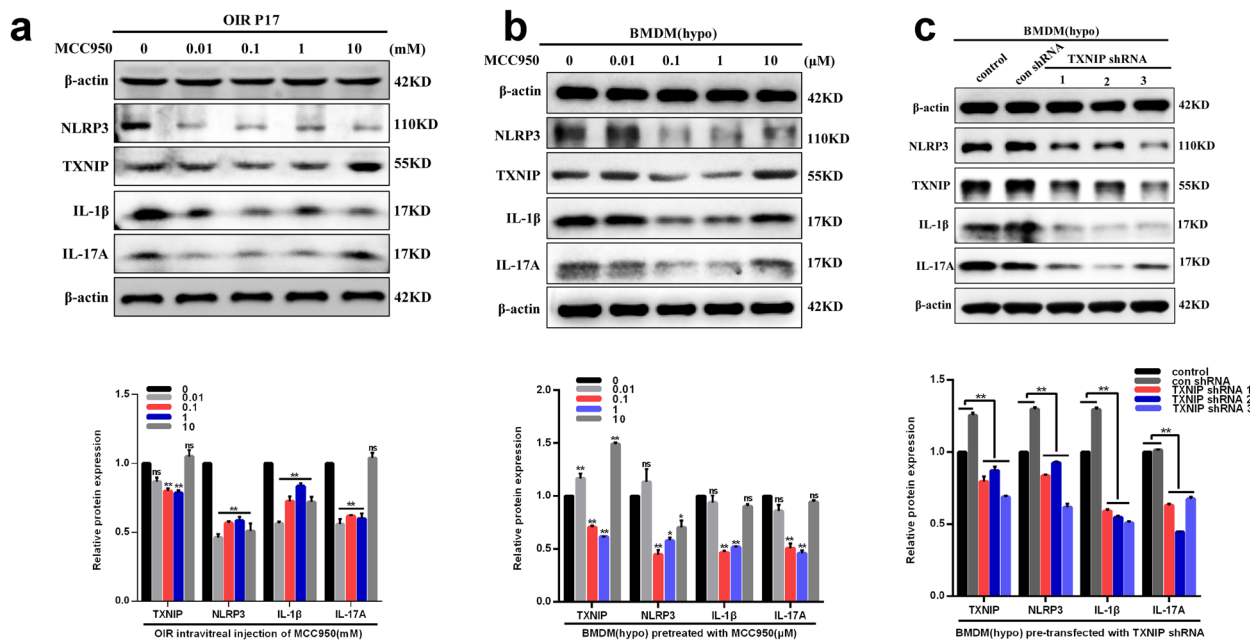 a
OIR P17
MCC950 0 0.01 0.1 1 10 (mM)
β-actin 42KD
NLRP3 110KD
TXNIP 55KD
IL-1β 17KD
IL-17A 17KD
β-actin 42KD
b
BMDM(hypo)
MCC950 0 0.01 0.1 1 10 (μM)
β-actin 42KD
NLRP3 110KD
TXNIP 55KD
IL-1β 17KD
IL-17A 17KD
β-actin 42KD
c
BMDM(hypo)
control con shRNA TXNIP shRNA
1 2 3
β-actin 42KD
NLRP3 110KD
TXNIP 55KD
IL-1β 17KD
IL-17A 17KD
β-actin 42KD
0
0.01
0.1
1
10
Relative protein expression
1.5
1.0
0.5
0.0
ns ** ** ns
**
**
** ns
TXNIP NLRP3 IL-1β IL-17A
OIR intravitreal injection of MCC950(mM)
0
0.01
0.1
1
10
Relative protein expression
2.0
1.5
1.0
0.5
0.0
** ** ** **
ns ** * *
ns ** ** ns
ns ** ** ns
TXNIP NLRP3 IL-1β IL-17A
BMDM(hypo) pretreated with MCC950(μM)
control
con shRNA
TXNIP shRNA 1
TXNIP shRNA 2
TXNIP shRNA 3
Relative protein expression
1.5
1.0
0.5
0.0
** ** ** **
TXNIP NLRP3 IL-1β IL-17A
BMDM(hypo) pre-transfected with TXNIP shRNA